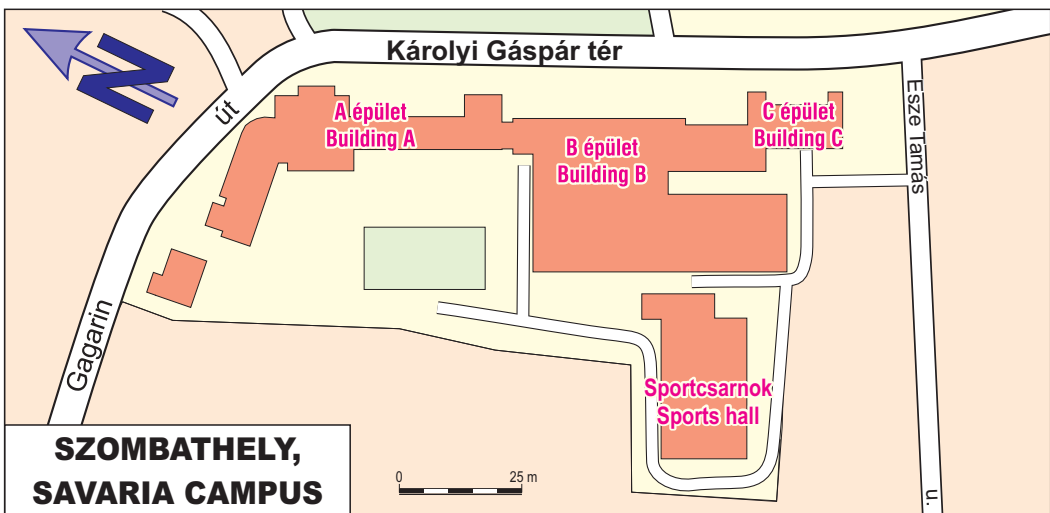 N
Károlyi Gáspár tér
Gagarin út
A épület
Building A
B épület
Building B
C épület
Building C
Esze Tamás u.
Sportcsarnok
Sports hall
SZOMBATHELY,
SAVARIA CAMPUS
0 25 m